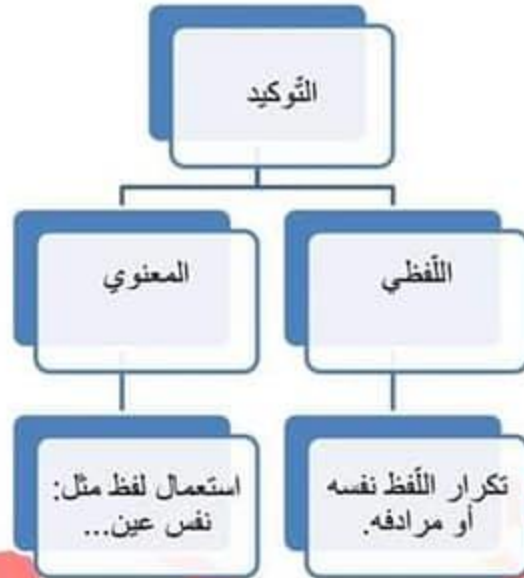 التّوكيد
اللّفظي
المعنوي
تكرار اللّفظ نفسه
أو مرادفه.
استعمال لفظ مثل:
نفس عين...